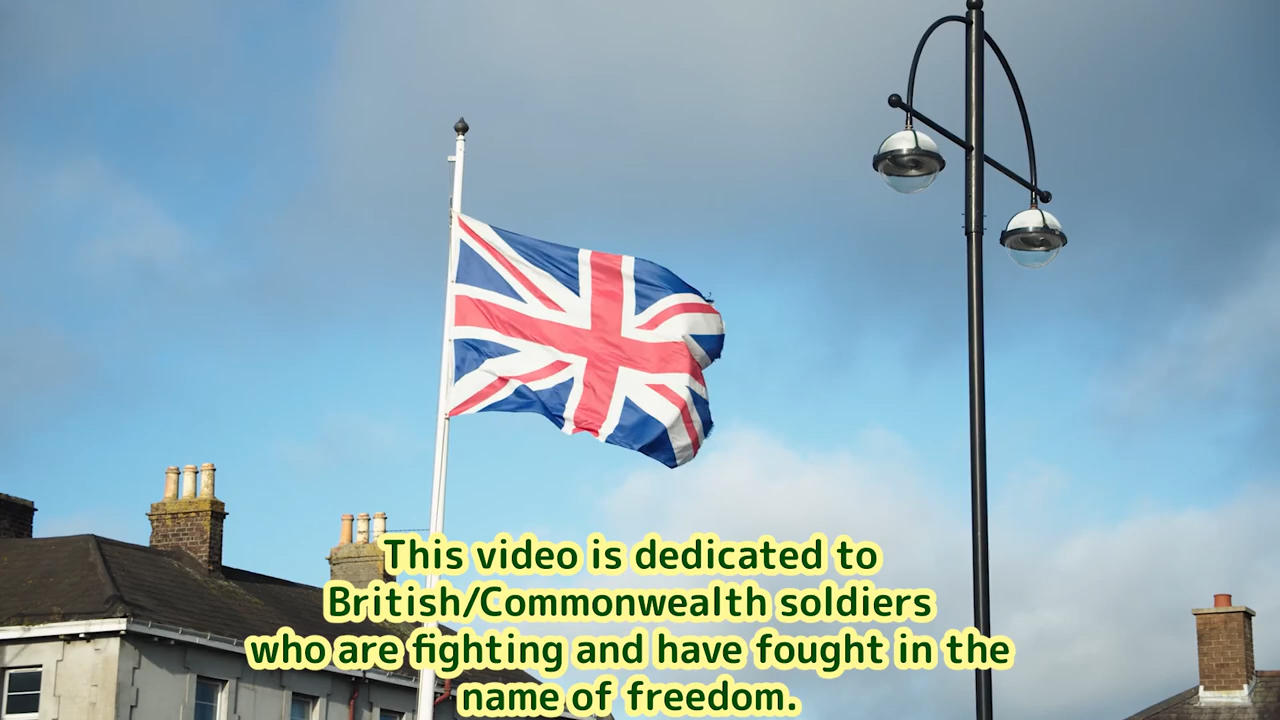 This video is dedicated to
British/Commonwealth soldiers
who are fighting and have fought in the
name of freedom.